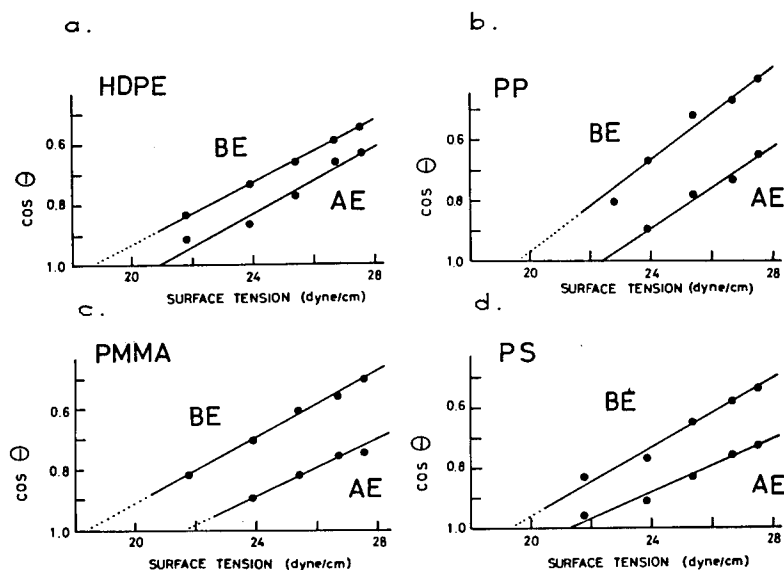 a.
HDPE
BE
AE
0.6
0.8
1.0
cos Θ
20 24 28
SURFACE TENSION (dyne/cm)
b.
PP
BE
AE
0.6
0.8
1.0
cos Θ
20 24 28
SURFACE TENSION (dyne/cm)
c.
PMMA
BE
AE
0.6
0.8
1.0
cos Θ
20 24 28
SURFACE TENSION (dyne/cm)
d.
PS
BE
AE
0.6
0.8
1.0
cos Θ
20 24 28
SURFACE TENSION (dyne/cm)